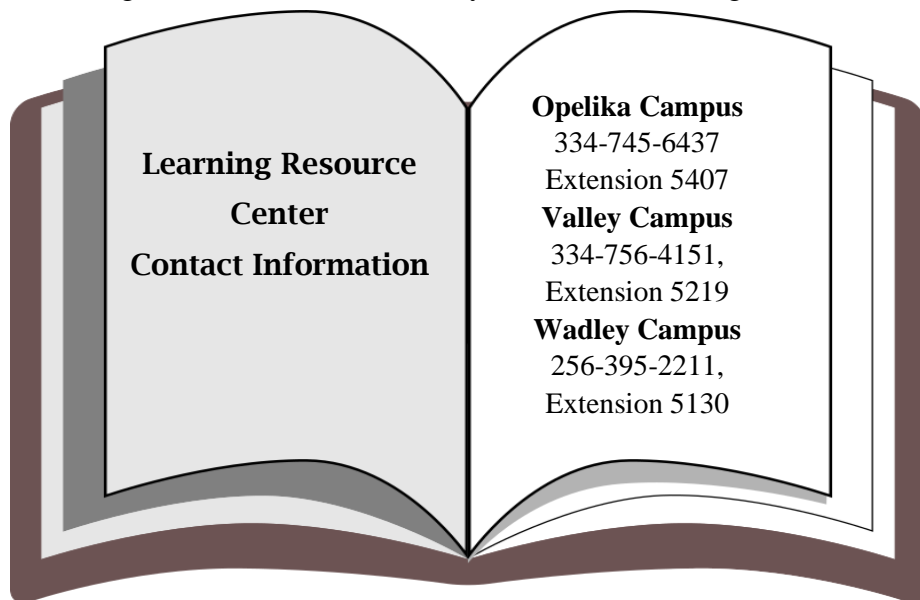 Learning Resource
Center
Contact Information
Opelika Campus
334-745-6437
Extension 5407
Valley Campus
334-756-4151,
Extension 5219
Wadley Campus
256-395-2211,
Extension 5130